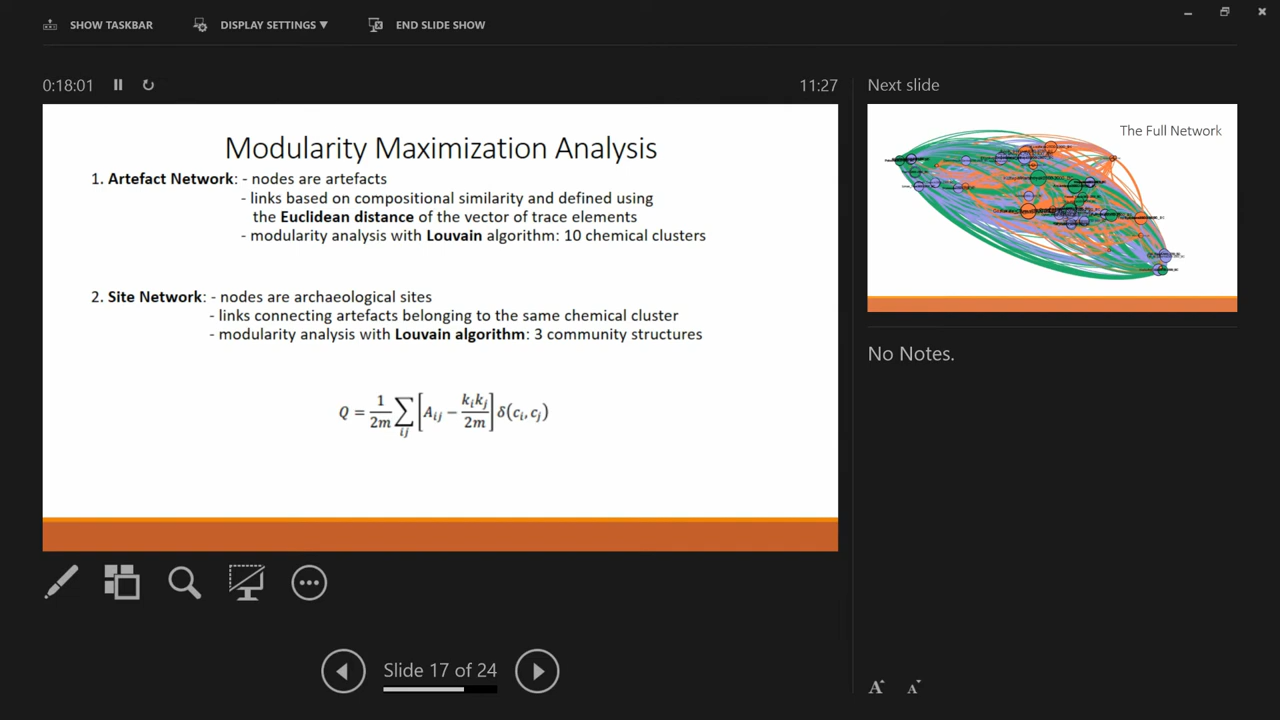 SHOW TASKBAR
DISPLAY SETTINGS ▼
END SLIDE SHOW
0:18:01
11:27
Next slide
Modularity Maximization Analysis
1. Artefact Network: - nodes are artefacts
- links based on compositional similarity and defined using
the Euclidean distance of the vector of trace elements
- modularity analysis with Louvain algorithm: 10 chemical clusters
2. Site Network: - nodes are archaeological sites
- links connecting artefacts belonging to the same chemical cluster
- modularity analysis with Louvain algorithm: 3 community structures
Q = 1/2m ∑ij [Aij − kikj/2m] δ(ci, cj)
The Full Network
No Notes.
Slide 17 of 24
A A